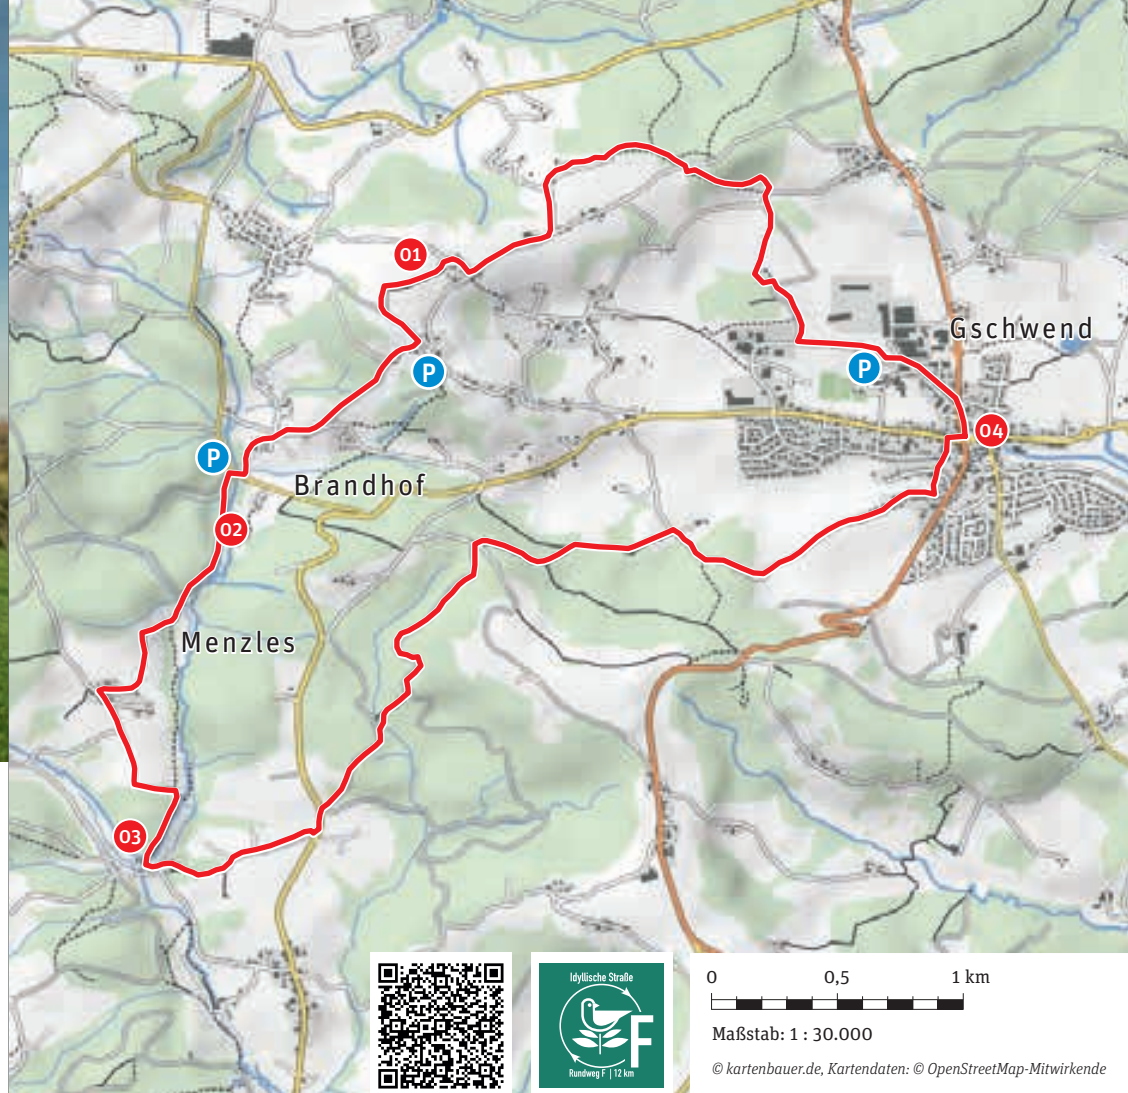 01
Gschwend
P
P
04
P
Brandhof
02
Menzles
03
Idyllische Straße
F
Rundweg F | 12 km
0 0,5 1 km
Maßstab: 1 : 30.000
© kartenbauer.de, Kartendaten: © OpenStreetMap-Mitwirkende